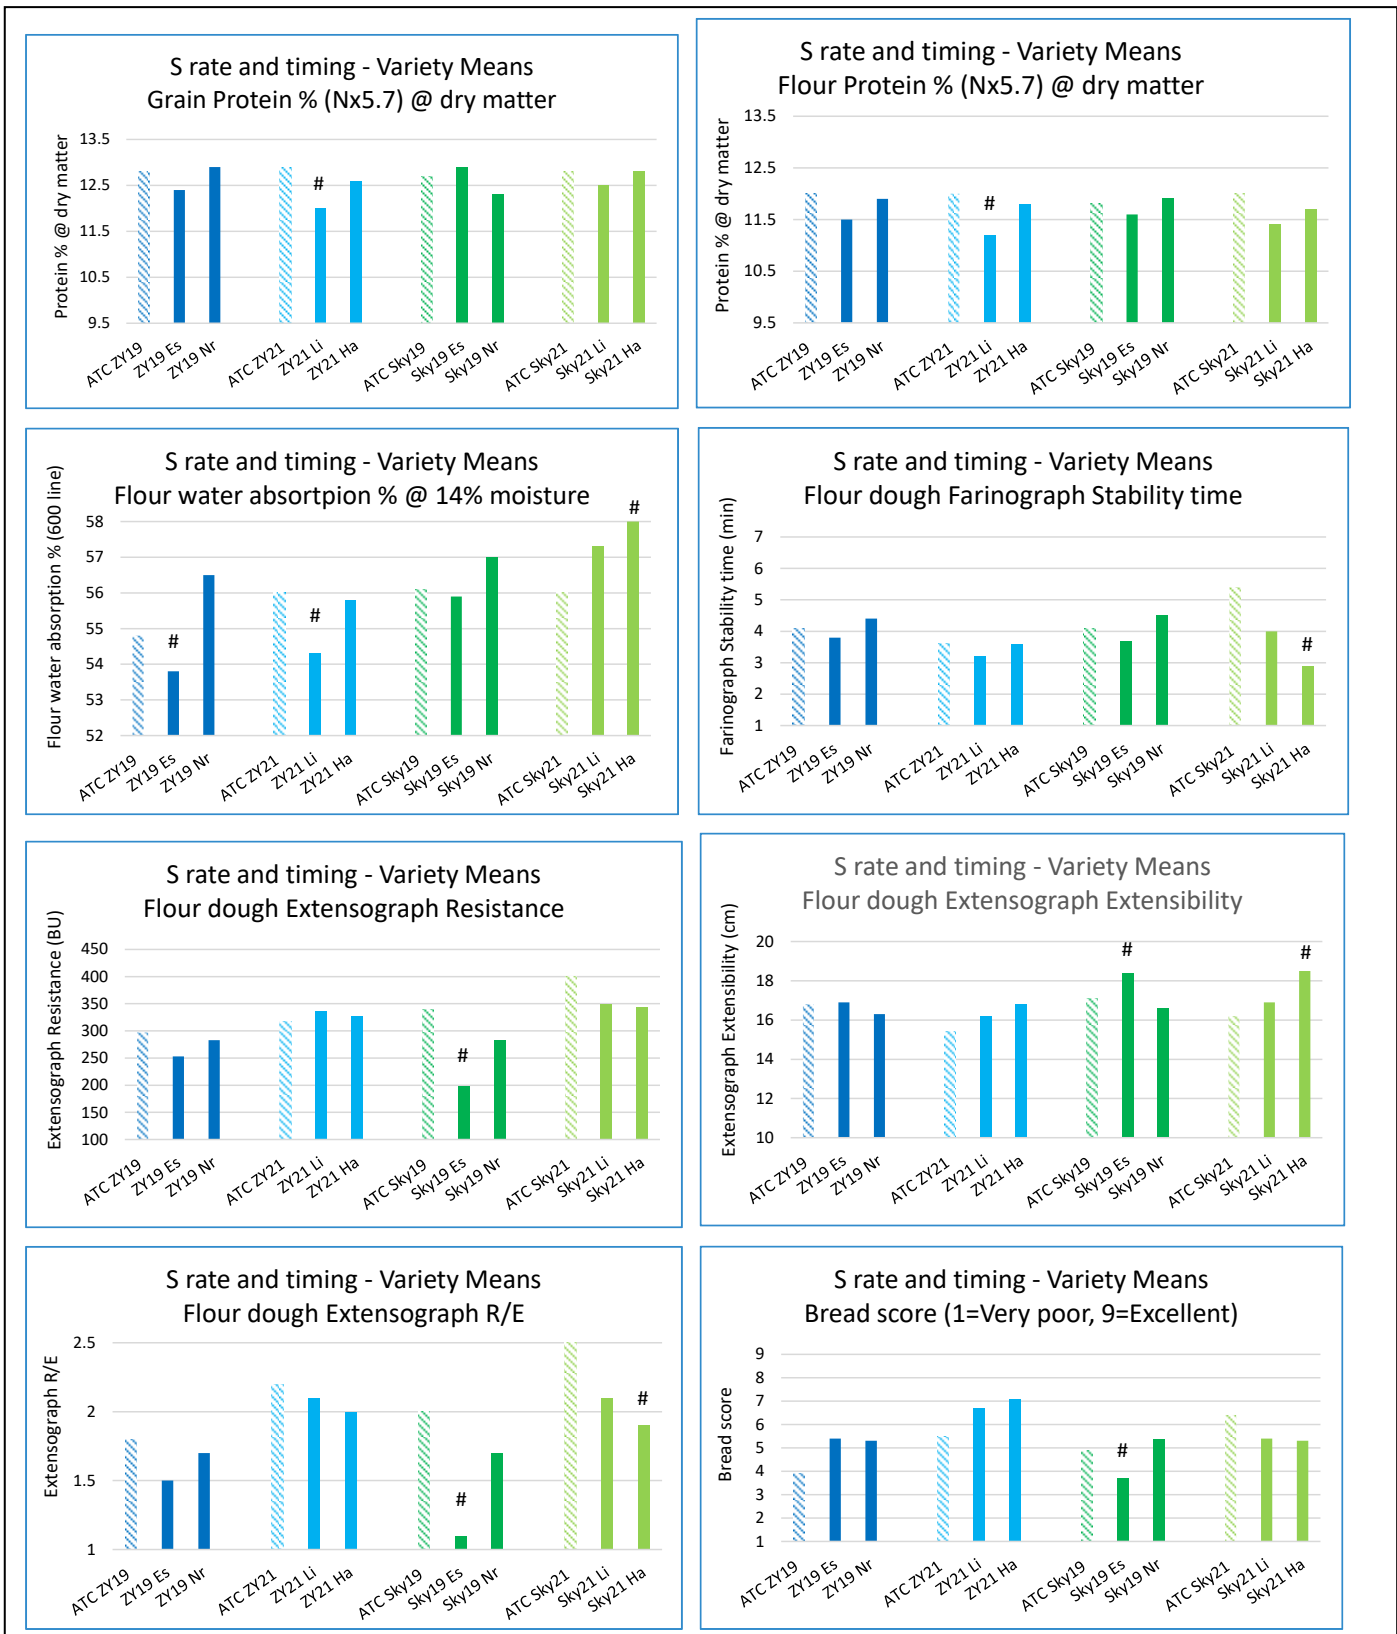 S rate and timing - Variety Means
Grain Protein % (Nx5.7) @ dry matter
Protein % @ dry matter
13.5
12.5
11.5
10.5
9.5
#
ATC ZY19
ZY19 Es
ZY19 Nr
ATC ZY21
ZY21 Li
ZY21 Ha
ATC Sky19
Sky19 Es
Sky19 Nr
ATC Sky21
Sky21 Li
Sky21 Ha
S rate and timing - Variety Means
Flour Protein % (Nx5.7) @ dry matter
Protein % @ dry matter
13.5
12.5
11.5
10.5
9.5
#
ATC ZY19
ZY19 Es
ZY19 Nr
ATC ZY21
ZY21 Li
ZY21 Ha
ATC Sky19
Sky19 Es
Sky19 Nr
ATC Sky21
Sky21 Li
Sky21 Ha
S rate and timing - Variety Means
Flour water absortpion % @ 14% moisture
Flour water absorption % (600 line)
58
57
56
55
54
53
52
#
#
#
ATC ZY19
ZY19 Es
ZY19 Nr
ATC ZY21
ZY21 Li
ZY21 Ha
ATC Sky19
Sky19 Es
Sky19 Nr
ATC Sky21
Sky21 Li
Sky21 Ha
S rate and timing - Variety Means
Flour dough Farinograph Stability time
Farinograph Stability time (min)
7
6
5
4
3
2
1
#
ATC ZY19
ZY19 Es
ZY19 Nr
ATC ZY21
ZY21 Li
ZY21 Ha
ATC Sky19
Sky19 Es
Sky19 Nr
ATC Sky21
Sky21 Li
Sky21 Ha
S rate and timing - Variety Means
Flour dough Extensograph Resistance
Extensograph Resistance (BU)
450
400
350
300
250
200
150
100
#
ATC ZY19
ZY19 Es
ZY19 Nr
ATC ZY21
ZY21 Li
ZY21 Ha
ATC Sky19
Sky19 Es
Sky19 Nr
ATC Sky21
Sky21 Li
Sky21 Ha
S rate and timing - Variety Means
Flour dough Extensograph Extensibility
Extensograph Extensibility (cm)
20
18
16
14
12
10
#
#
ATC ZY19
ZY19 Es
ZY19 Nr
ATC ZY21
ZY21 Li
ZY21 Ha
ATC Sky19
Sky19 Es
Sky19 Nr
ATC Sky21
Sky21 Li
Sky21 Ha
S rate and timing - Variety Means
Flour dough Extensograph R/E
Extensograph R/E
2.5
2
1.5
1
#
#
ATC ZY19
ZY19 Es
ZY19 Nr
ATC ZY21
ZY21 Li
ZY21 Ha
ATC Sky19
Sky19 Es
Sky19 Nr
ATC Sky21
Sky21 Li
Sky21 Ha
S rate and timing - Variety Means
Bread score (1=Very poor, 9=Excellent)
Bread score
9
8
7
6
5
4
3
2
1
#
ATC ZY19
ZY19 Es
ZY19 Nr
ATC ZY21
ZY21 Li
ZY21 Ha
ATC Sky19
Sky19 Es
Sky19 Nr
ATC Sky21
Sky21 Li
Sky21 Ha